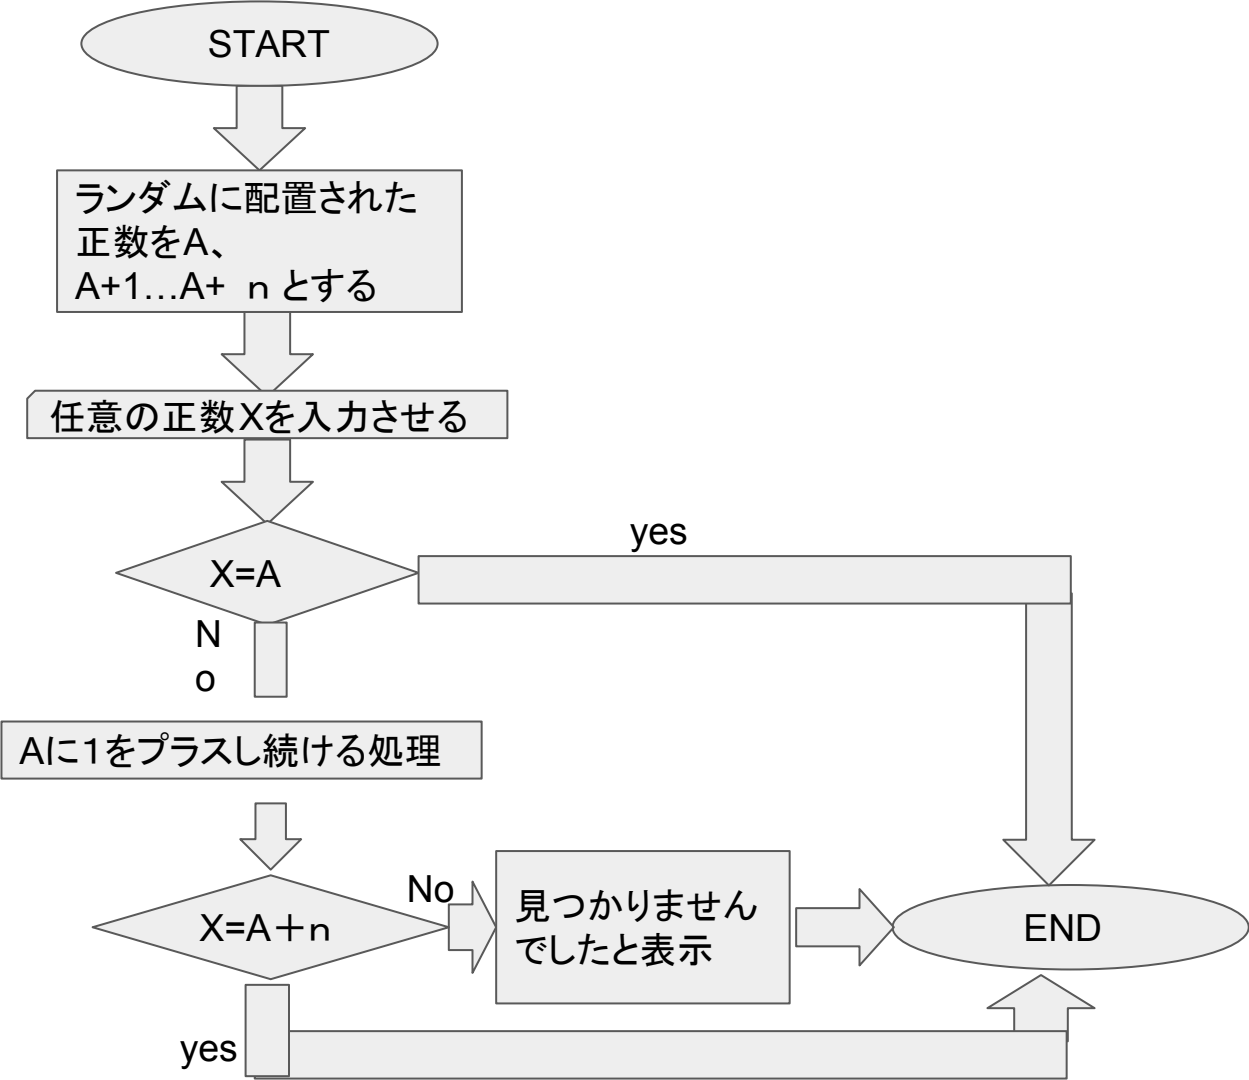 START
ランダムに配置された
正数をA、
A+1…A+　ｎとする
任意の正数Xを入力させる
X=A
yes
N
o
Aに１をプラスし続ける処理
X=A＋ｎ
No
見つかりません
でしたと表示
END
yes